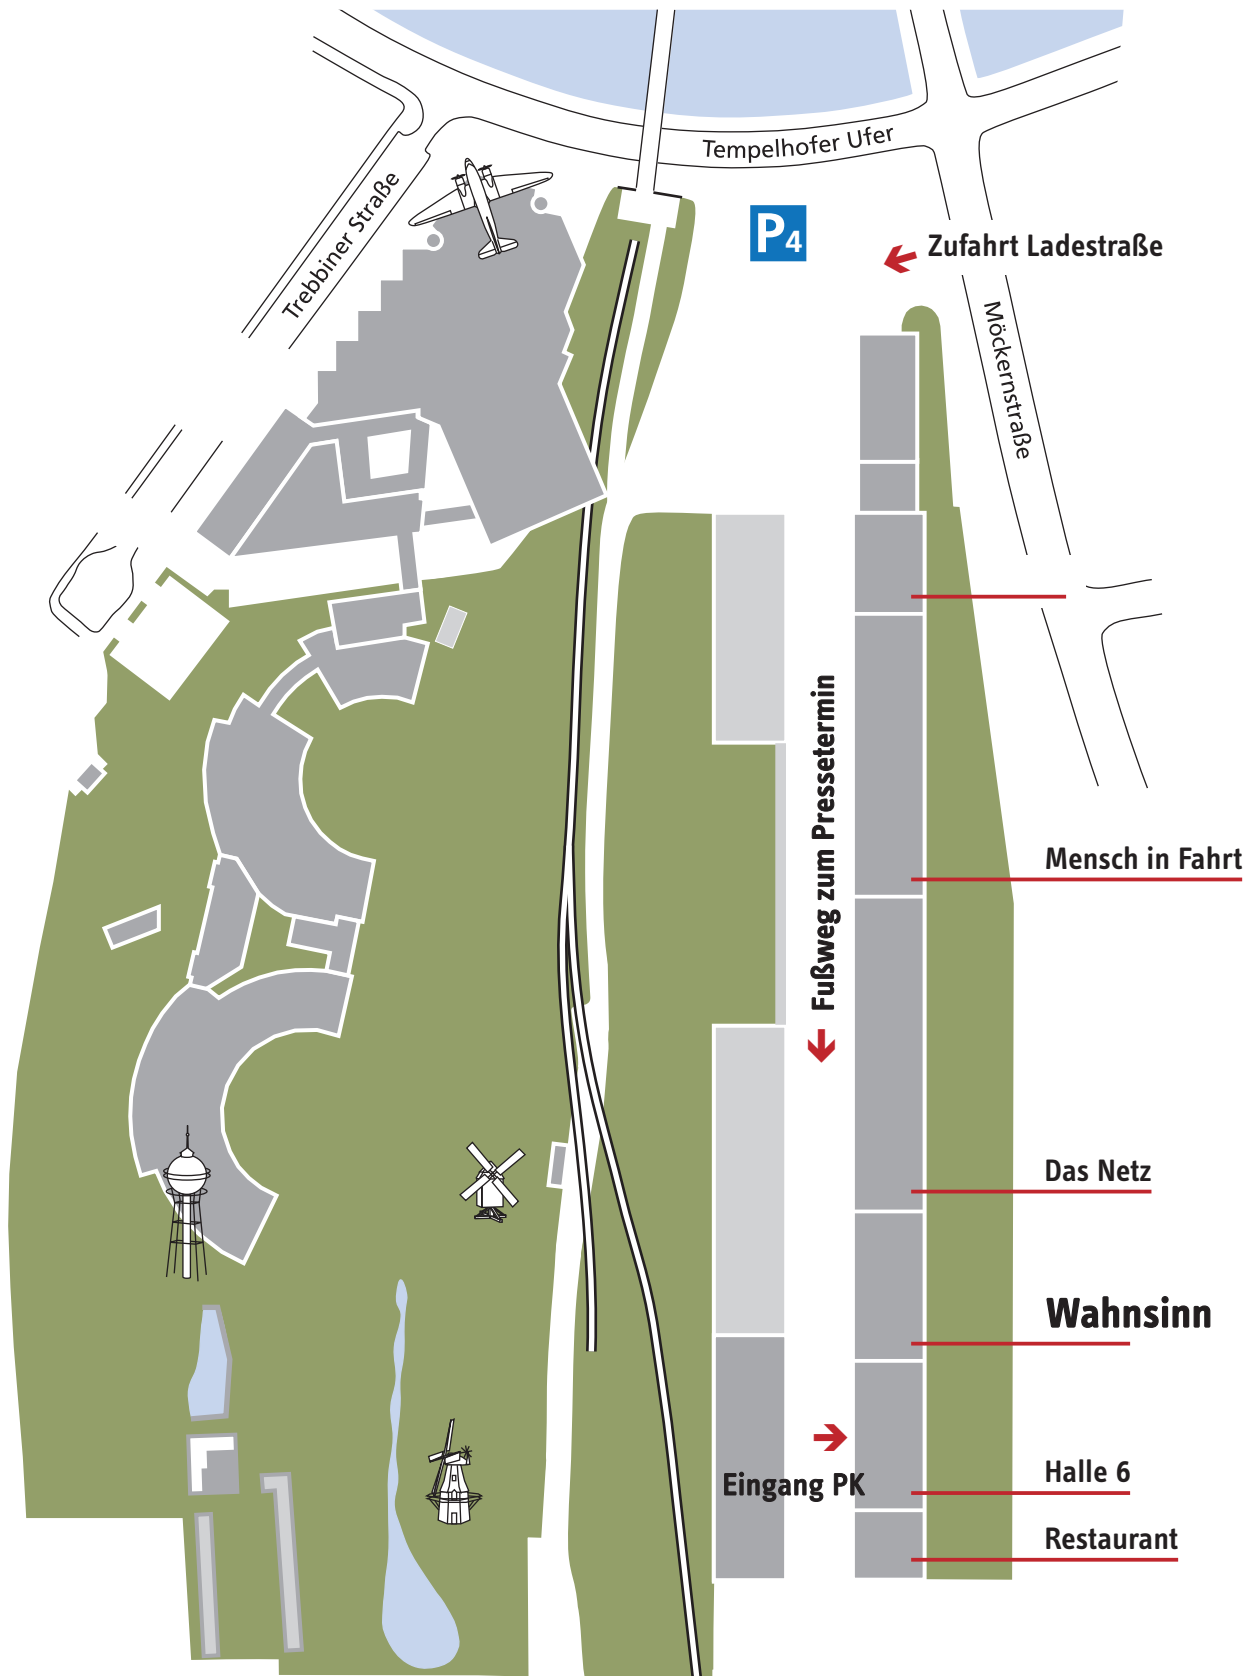 Tempelhofer Ufer
Trebbiner Straße
P4
Zufahrt Ladestraße
Möckernstraße
Fußweg zum Pressetermin
Mensch in Fahrt
Das Netz
Wahnsinn
Eingang PK
Halle 6
Restaurant